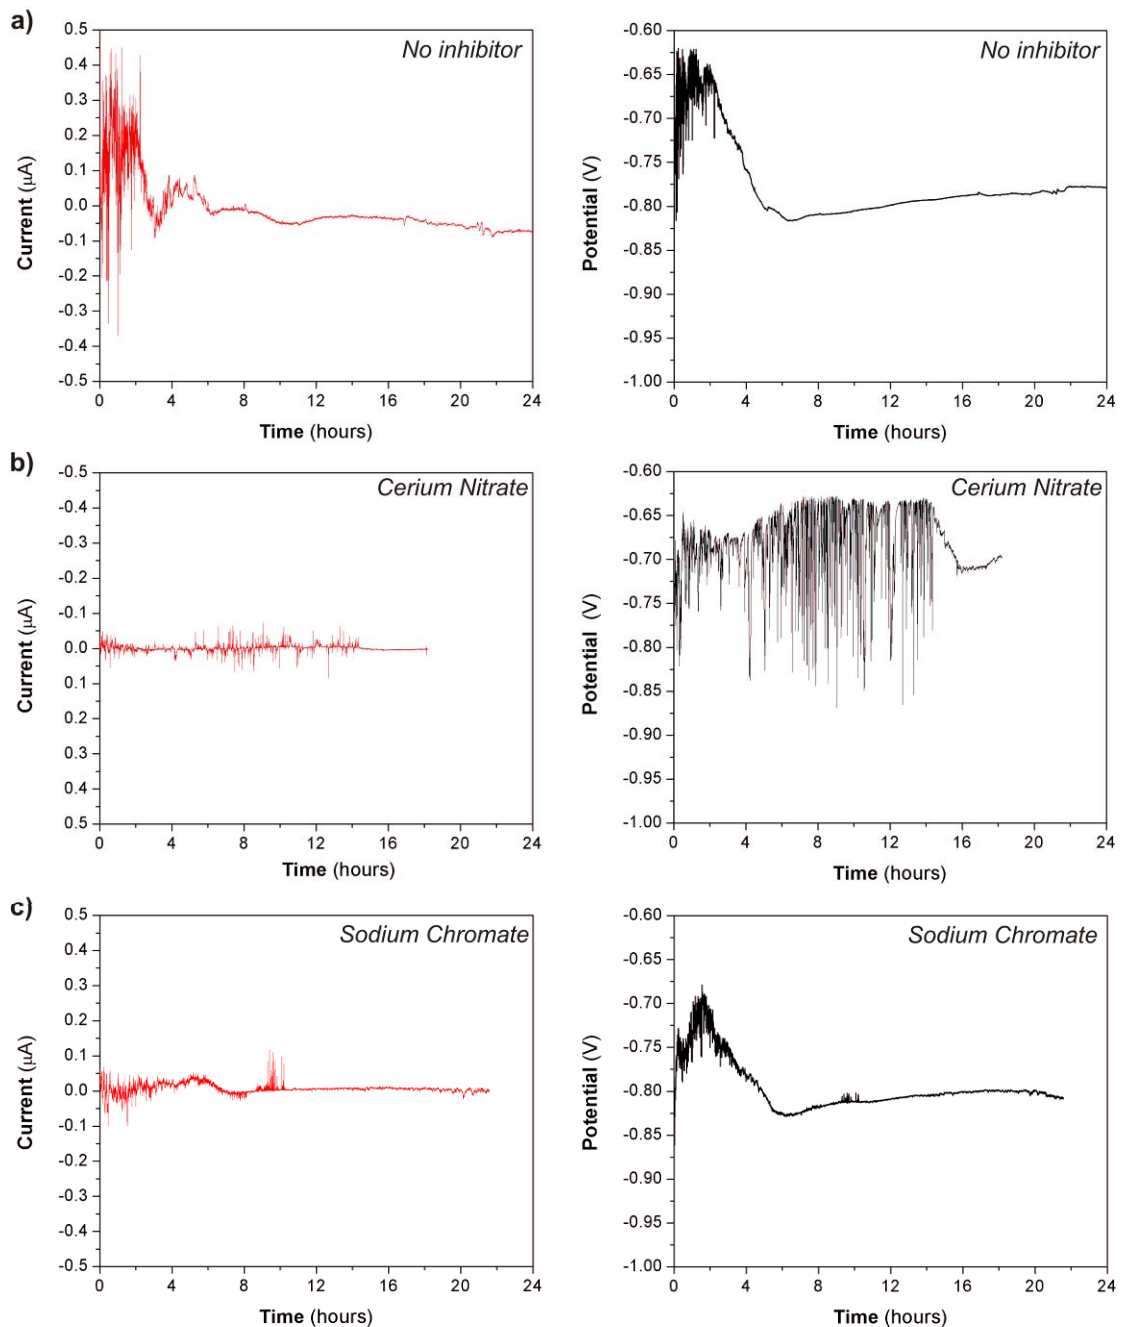 a)
No inhibitor
Current (µA)
0.5
0.4
0.3
0.2
0.1
0.0
-0.1
-0.2
-0.3
-0.4
-0.5
0 4 8 12 16 20 24
Time (hours)
No inhibitor
Potential (V)
-0.60
-0.65
-0.70
-0.75
-0.80
-0.85
-0.90
-0.95
-1.00
0 4 8 12 16 20 24
Time (hours)
b)
Cerium Nitrate
Current (µA)
-0.5
-0.4
-0.3
-0.2
-0.1
0.0
0.1
0.2
0.3
0.4
0.5
0 4 8 12 16 20 24
Time (hours)
Cerium Nitrate
Potential (V)
-0.60
-0.65
-0.70
-0.75
-0.80
-0.85
-0.90
-0.95
-1.00
0 4 8 12 16 20 24
Time (hours)
c)
Sodium Chromate
Current (µA)
0.5
0.4
0.3
0.2
0.1
0.0
-0.1
-0.2
-0.3
-0.4
-0.5
0 4 8 12 16 20 24
Time (hours)
Sodium Chromate
Potential (V)
-0.60
-0.65
-0.70
-0.75
-0.80
-0.85
-0.90
-0.95
-1.00
0 4 8 12 16 20 24
Time (hours)